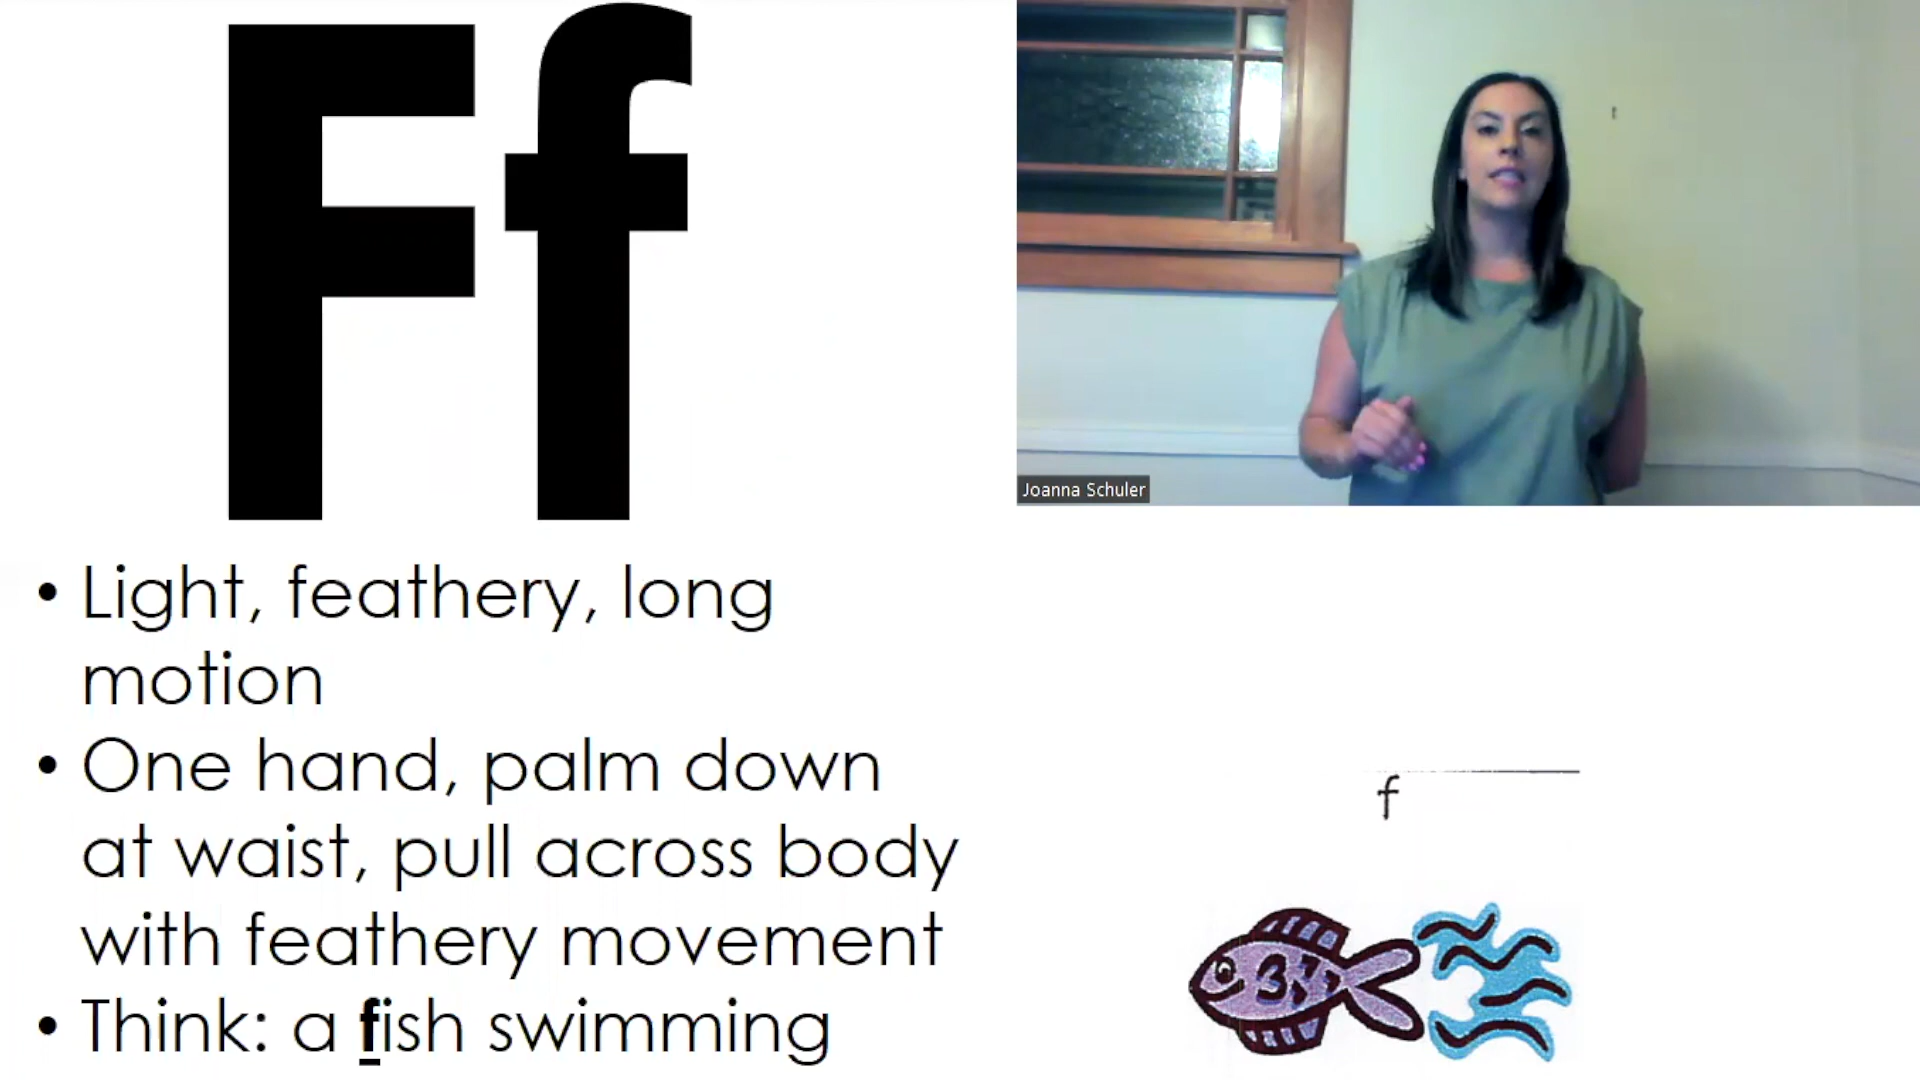 Ff
Joanna Schuler
• Light, feathery, long
motion
• One hand, palm down
at waist, pull across body
with feathery movement
• Think: a fish swimming
f